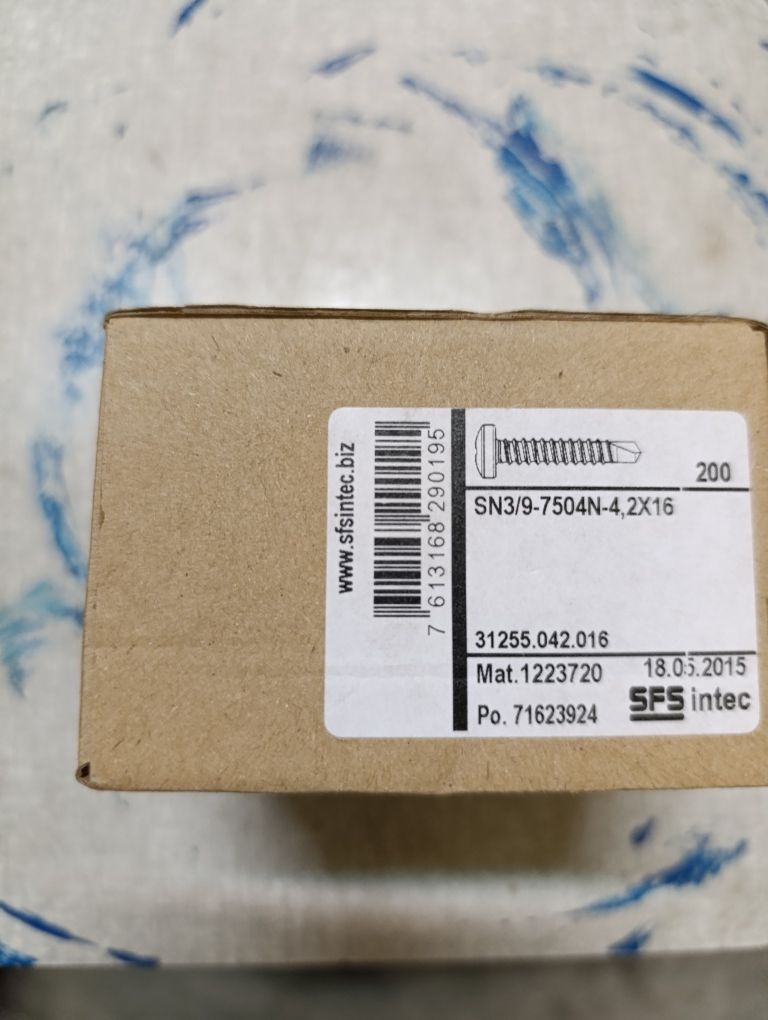 www.sfsintec.biz
7 613168 290195
200
SN3/9-7504N-4,2X16
31255.042.016
Mat.1223720 18.05.2015
Po. 71623924 SFS intec